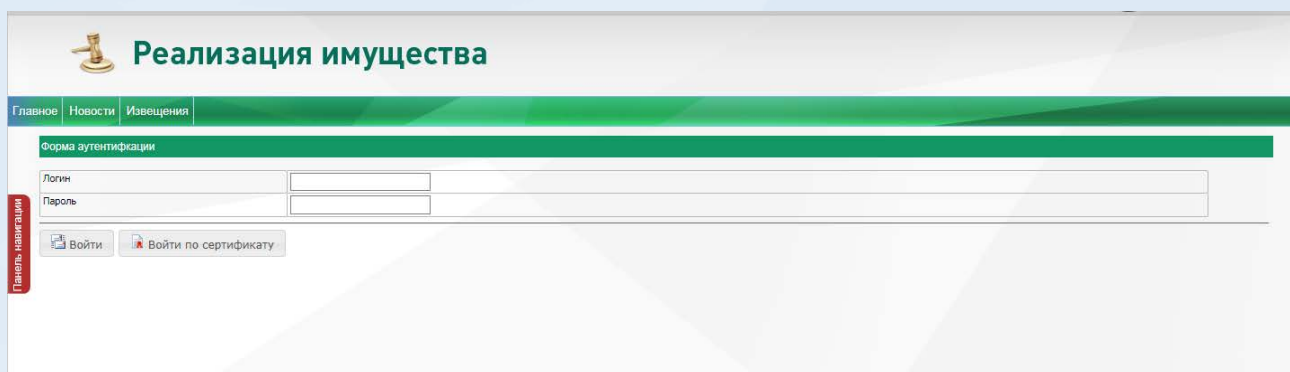 Реализация имущества
Главное Новости Извещения
Форма аутентифкации
Логин
Пароль
Панель навигации
Войти Войти по сертификату